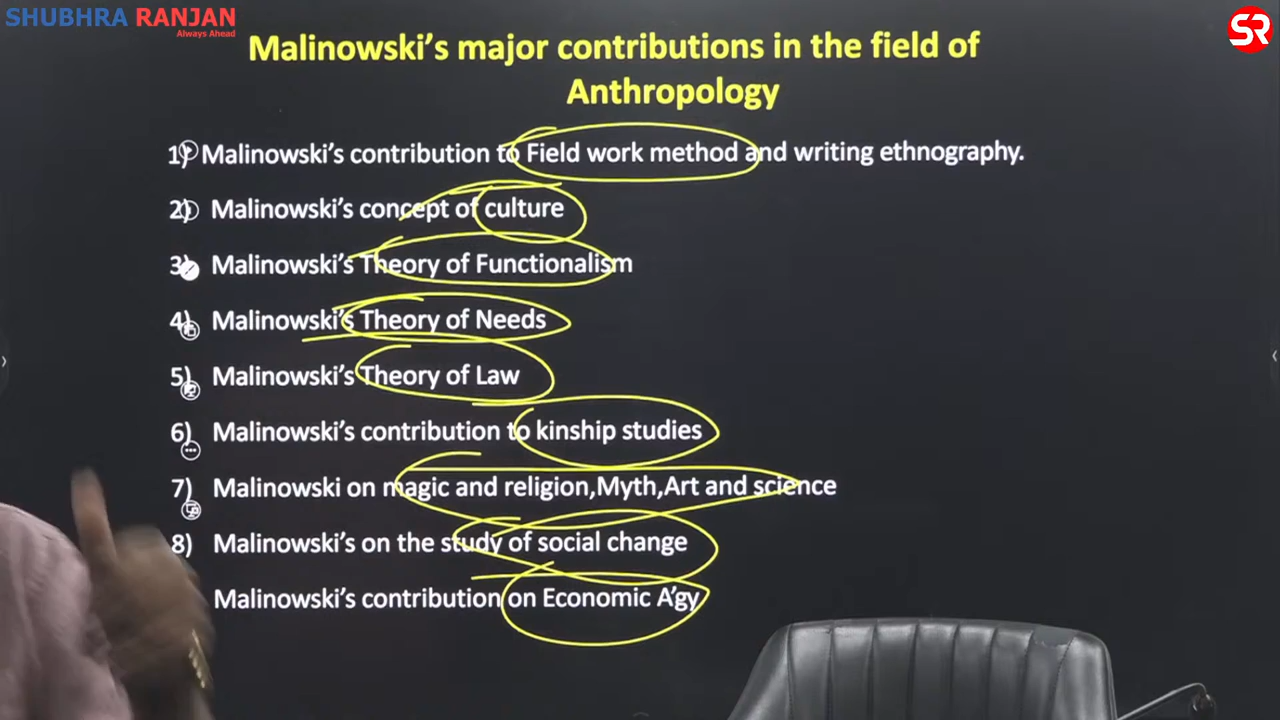 SHUBHRA RANJAN
Always Ahead
SR
Malinowski's major contributions in the field of
Anthropology
1) Malinowski's contribution to Field work method and writing ethnography.
2) Malinowski's concept of culture
3) Malinowski's Theory of Functionalism
4) Malinowski's Theory of Needs
5) Malinowski's Theory of Law
6) Malinowski's contribution to kinship studies
7) Malinowski on magic and religion,Myth,Art and science
8) Malinowski's on the study of social change
Malinowski's contribution on Economic A'gy